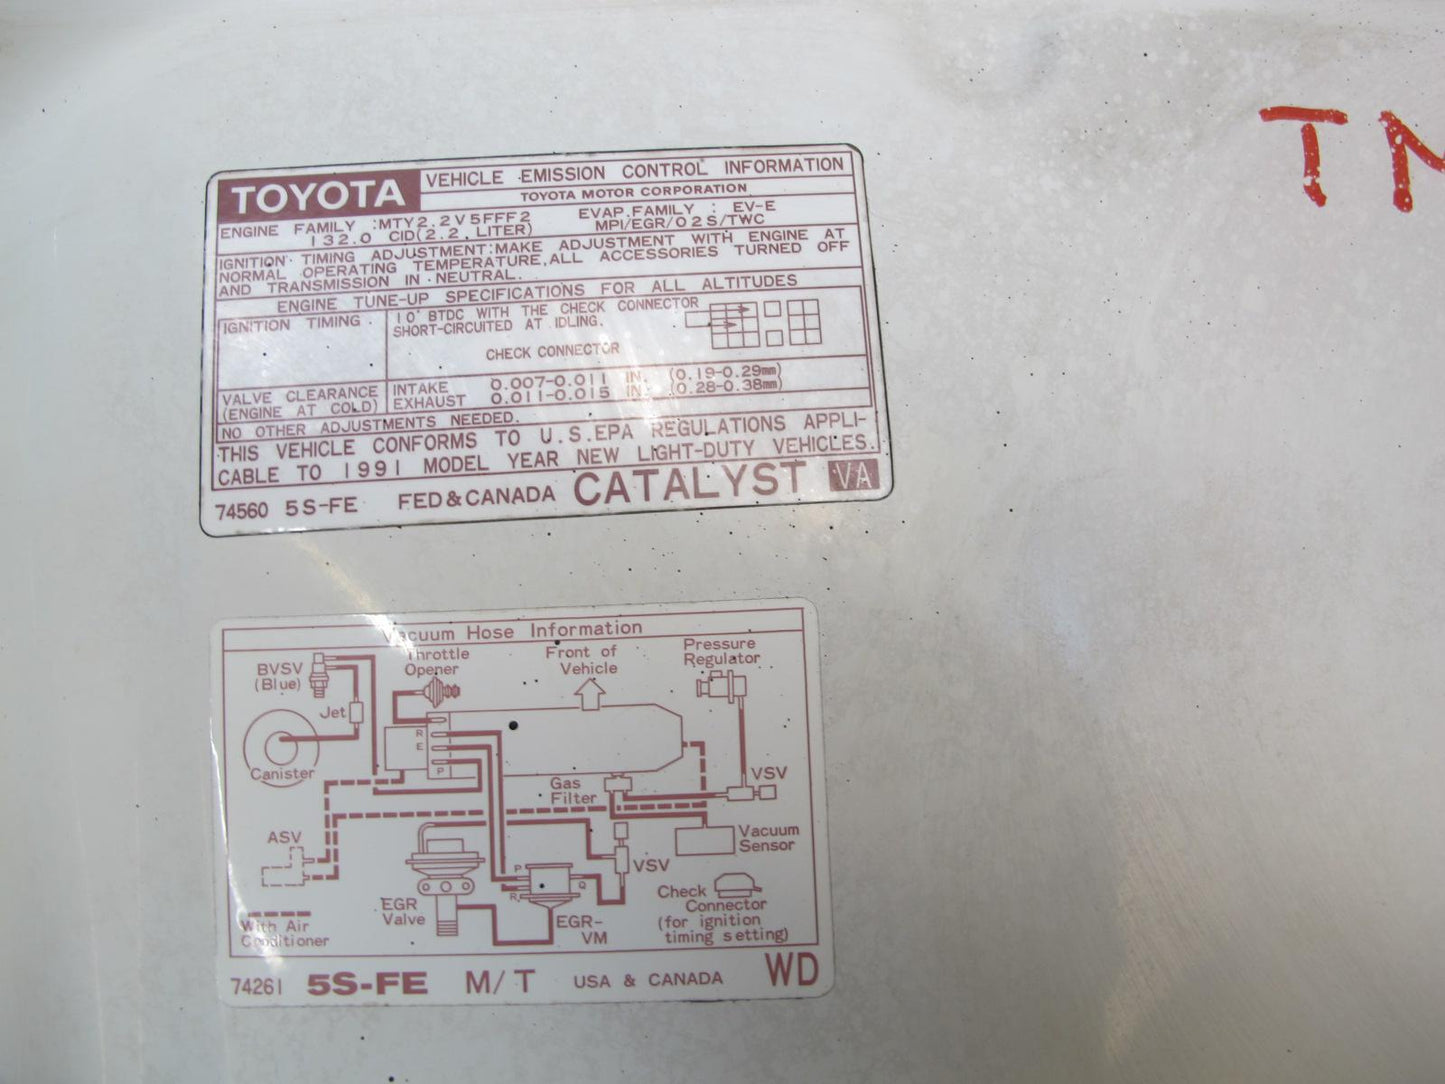 TOYOTA VEHICLE EMISSION CONTROL INFORMATION
TOYOTA MOTOR CORPORATION
ENGINE FAMILY :MTY2.2V5FFF2 EVAP.FAMILY : EV-E
132.0 CID(2.2 LITER) MPI/EGR/O2S/TWC
IGNITION TIMING ADJUSTMENT:MAKE ADJUSTMENT WITH ENGINE AT
NORMAL OPERATING TEMPERATURE,ALL ACCESSORIES TURNED OFF
AND TRANSMISSION IN NEUTRAL.
ENGINE TUNE-UP SPECIFICATIONS FOR ALL ALTITUDES
IGNITION TIMING
10° BTDC WITH THE CHECK CONNECTOR
SHORT-CIRCUITED AT IDLING.
CHECK CONNECTOR
VALVE CLEARANCE
(ENGINE AT COLD)
INTAKE 0.007-0.011 IN. (0.19-0.29mm)
EXHAUST 0.011-0.015 IN. (0.28-0.38mm)
NO OTHER ADJUSTMENTS NEEDED.
THIS VEHICLE CONFORMS TO U.S.EPA REGULATIONS APPLI-
CABLE TO 1991 MODEL YEAR NEW LIGHT-DUTY VEHICLES.
74560 5S-FE FED & CANADA CATALYST VA
TN
Vacuum Hose Information
BVSV
(Blue)
Throttle
Opener
Front of
Vehicle
Pressure
Regulator
Jet
R
E
P
Canister
Gas
Filter
VSV
ASV
Vacuum
Sensor
VSV
P
R
Q
EGR
Valve
EGR-
VM
Check
Connector
(for ignition
timing setting)
With Air
Conditioner
74261 5S-FE M/T USA & CANADA WD